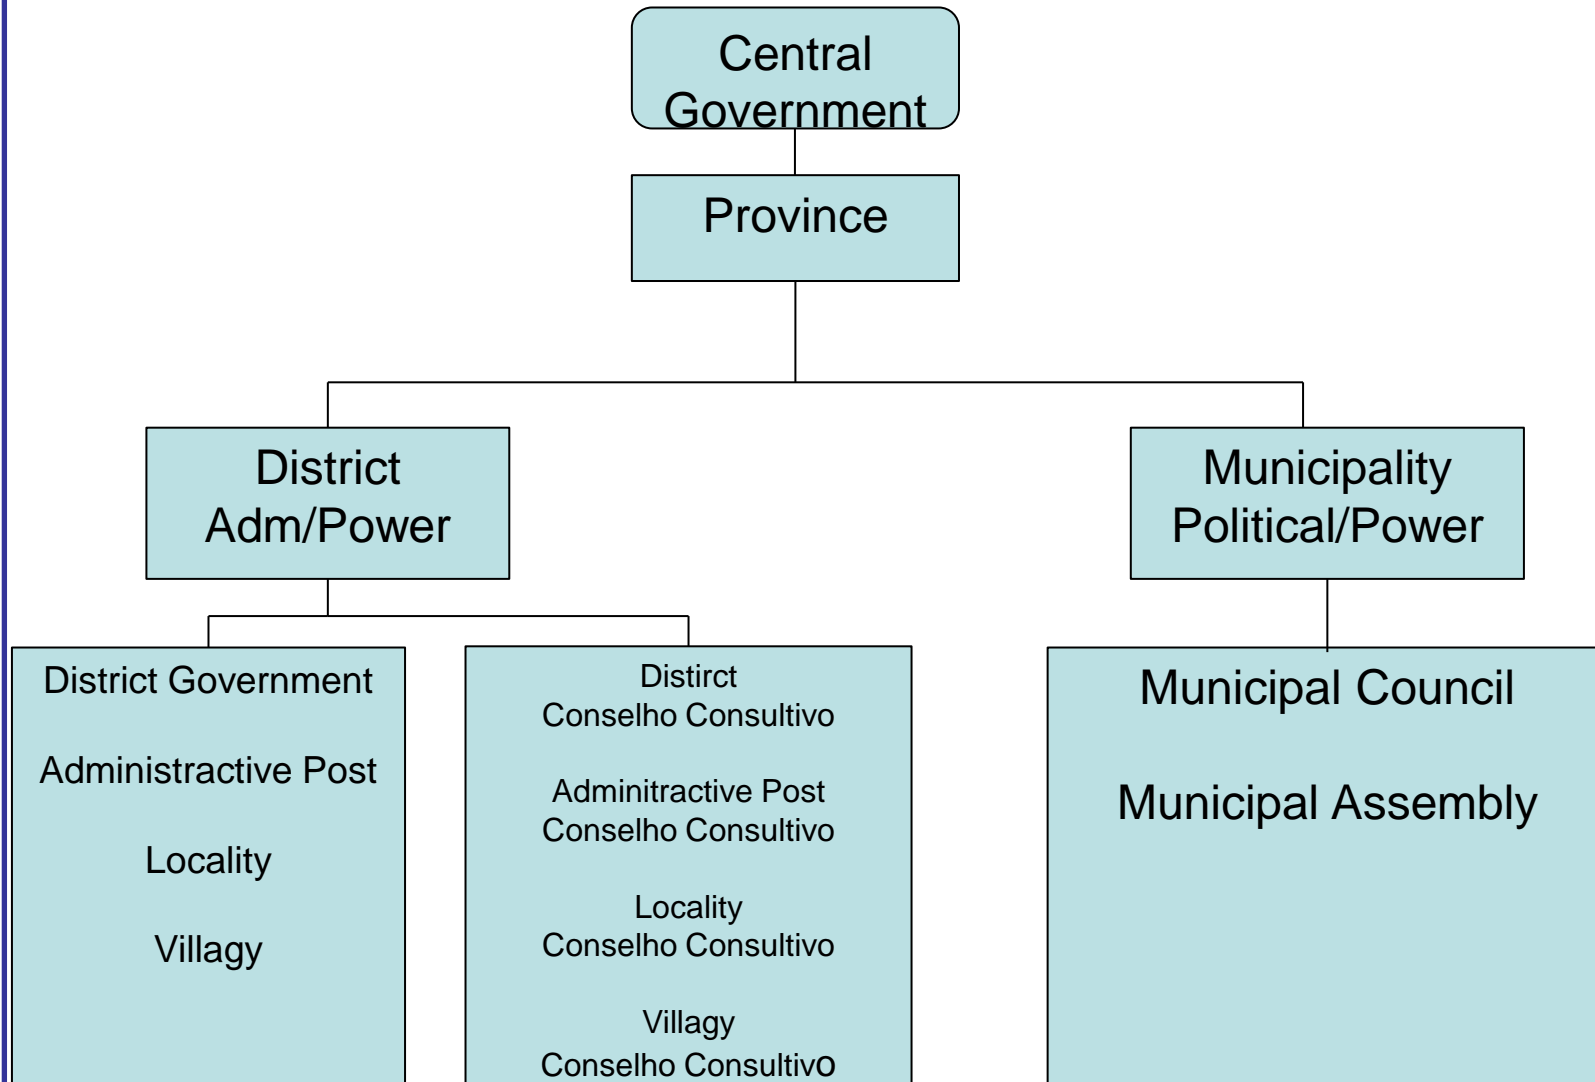 Central
Government
Province
District
Adm/Power
Municipality
Political/Power
District Government
Administractive Post
Locality
Villagy
Distirct
Conselho Consultivo
Adminitractive Post
Conselho Consultivo
Locality
Conselho Consultivo
Villagy
Conselho Consultivo
Municipal Council
Municipal Assembly